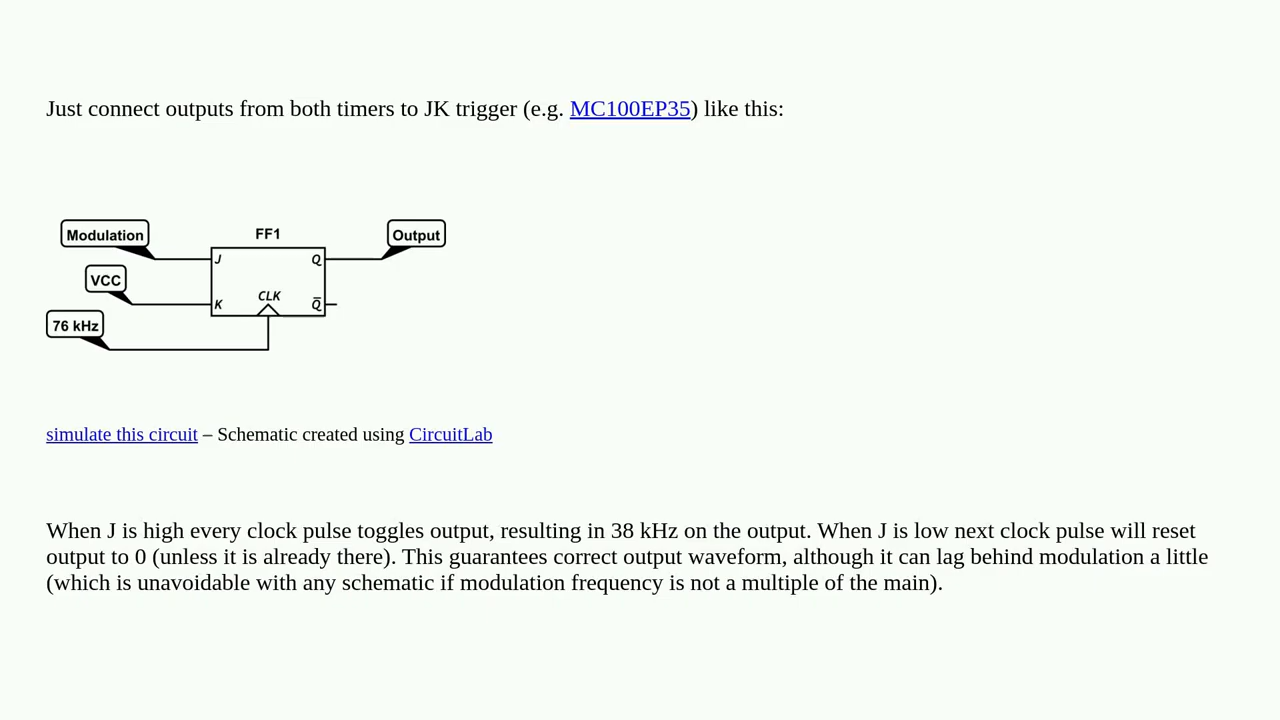 Just connect outputs from both timers to JK trigger (e.g. MC100EP35) like this:
Modulation
FF1
Output
J
Q
VCC
CLK
K
Q̅
76 kHz
simulate this circuit – Schematic created using CircuitLab
When J is high every clock pulse toggles output, resulting in 38 kHz on the output. When J is low next clock pulse will reset
output to 0 (unless it is already there). This guarantees correct output waveform, although it can lag behind modulation a little
(which is unavoidable with any schematic if modulation frequency is not a multiple of the main).